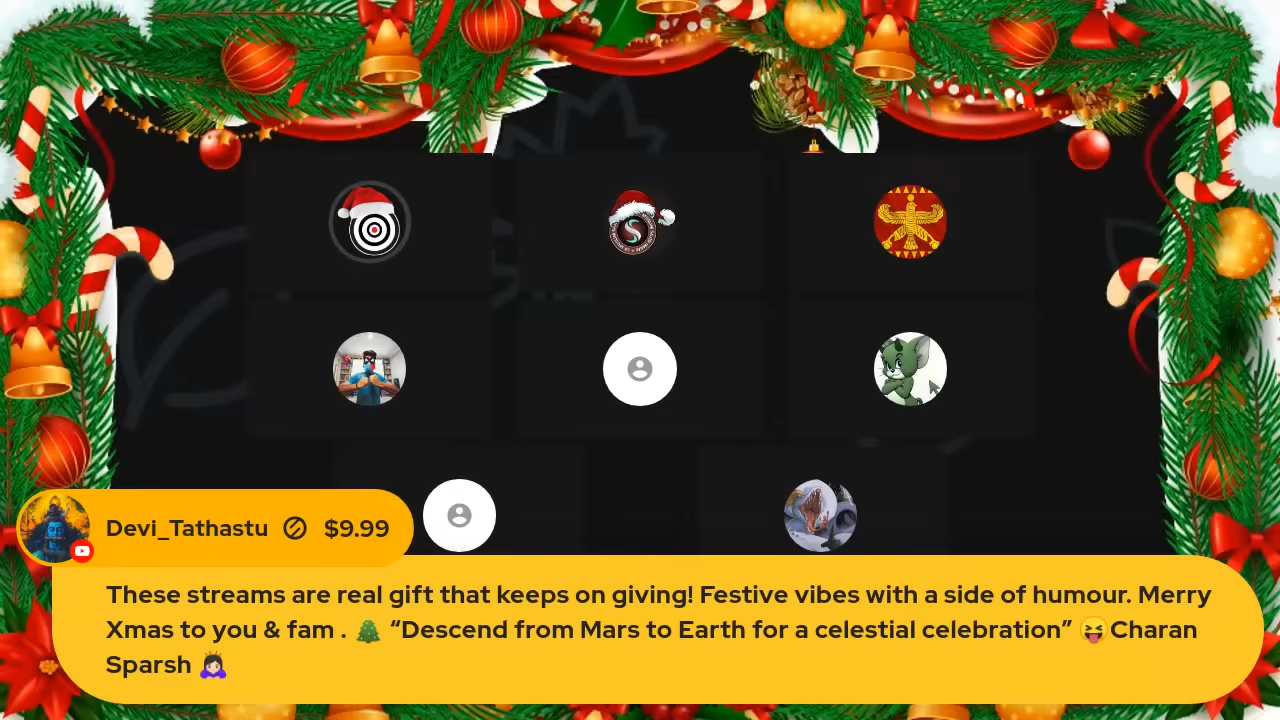 Devi_Tathastu $9.99
These streams are real gift that keeps on giving! Festive vibes with a side of humour. Merry
Xmas to you & fam . 🎄 “Descend from Mars to Earth for a celestial celebration” 😝Charan
Sparsh 🙇🏻‍♀️